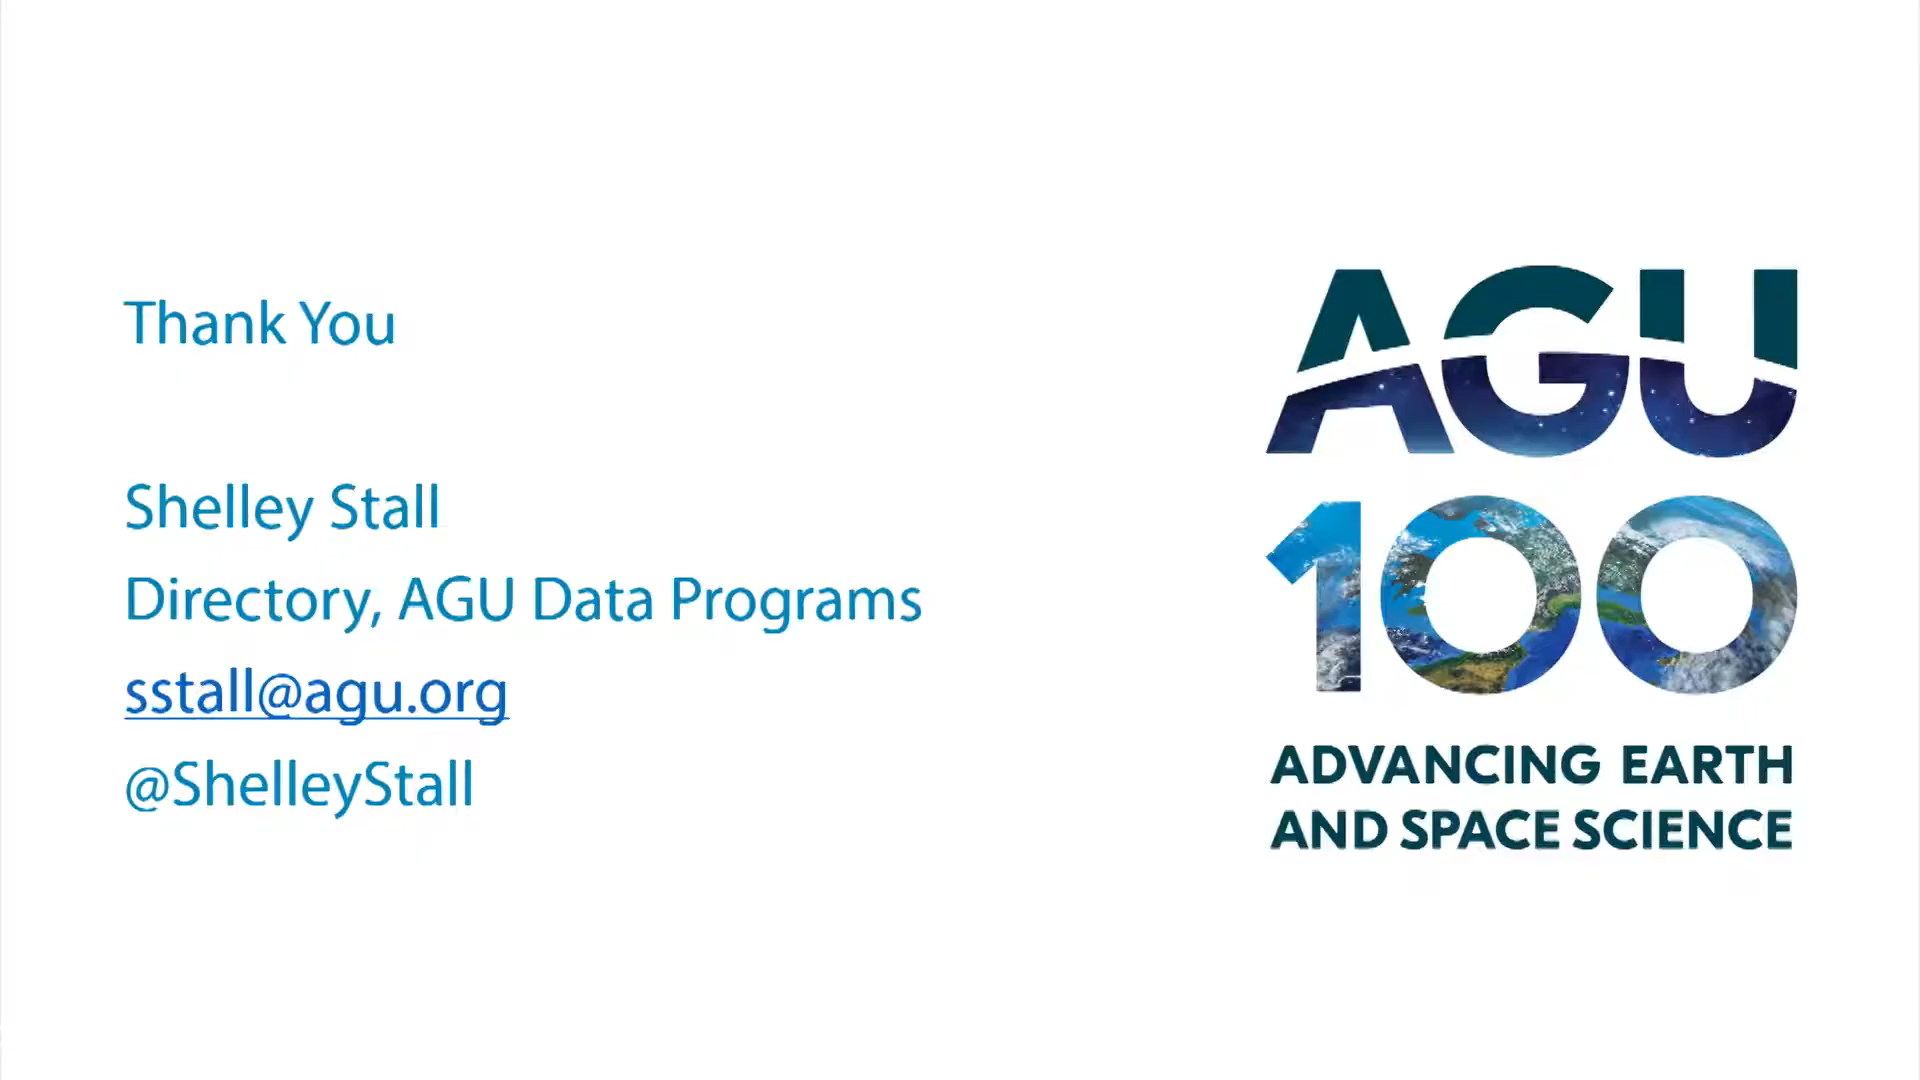 Thank You
Shelley Stall
Directory, AGU Data Programs
sstall@agu.org
@ShelleyStall
AGU
100
ADVANCING EARTH
AND SPACE SCIENCE